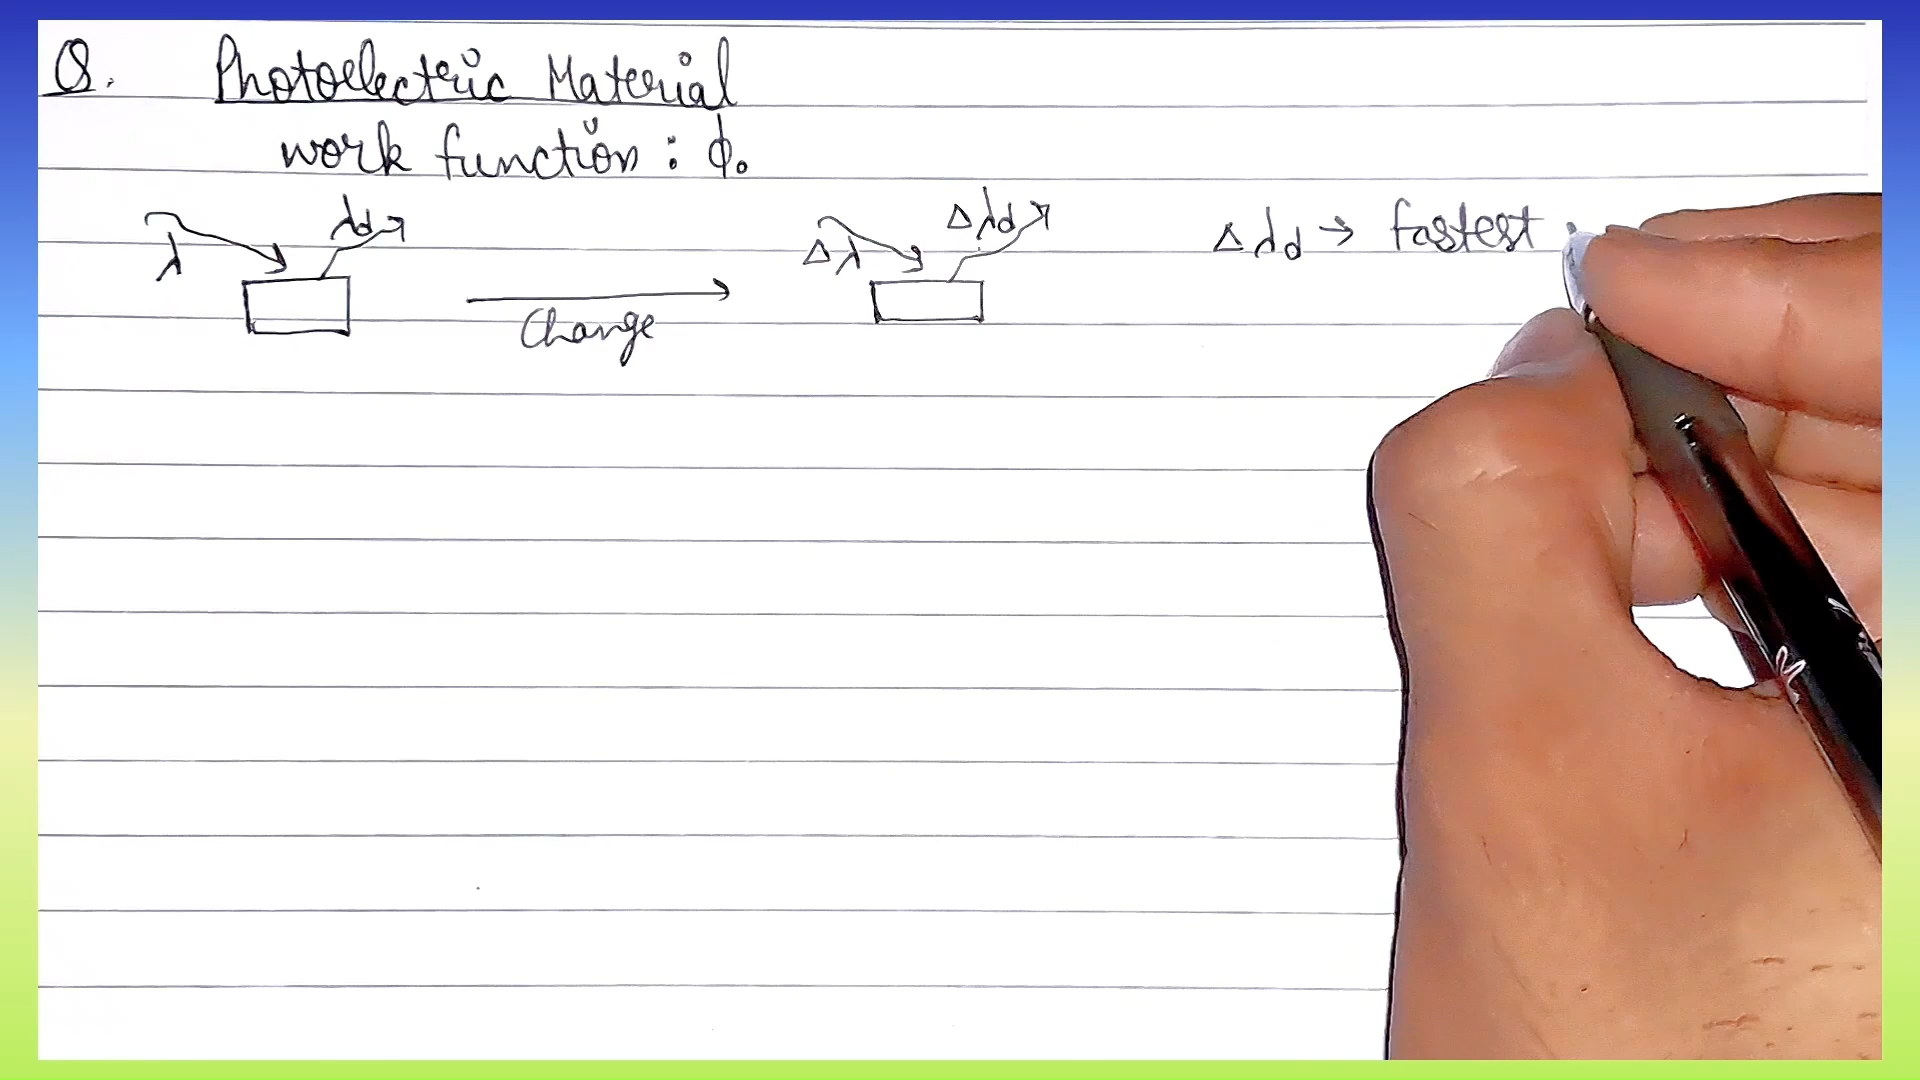 Q. Photoelectric Material
work function : ϕ₀
λ λd Δλ Δλd Δλd → fastest
Change